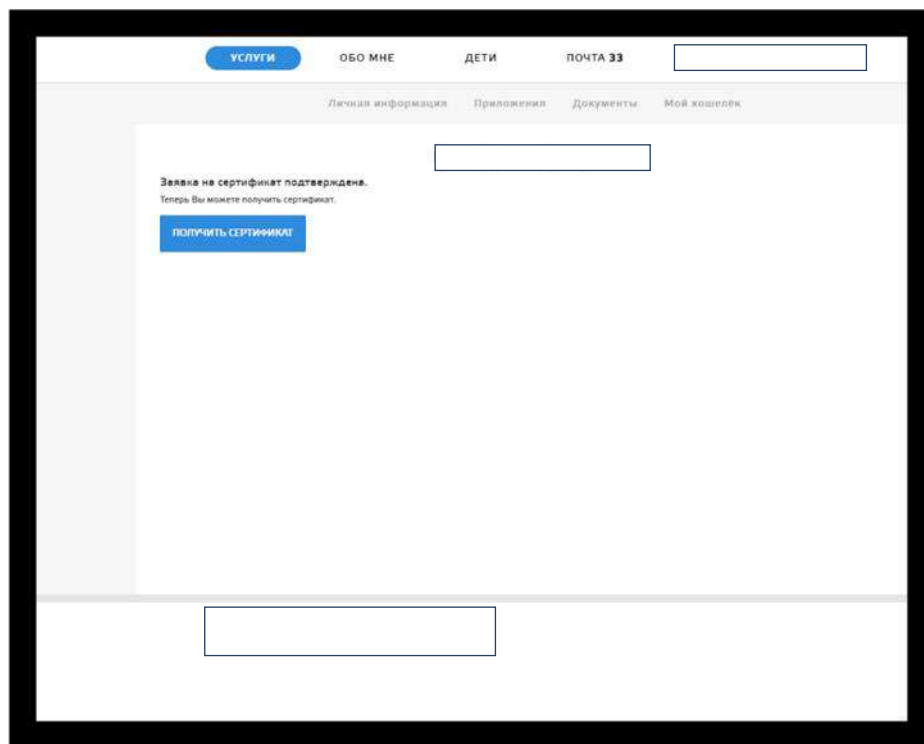 УСЛУГИ ОБО МНЕ ДЕТИ ПОЧТА 33
Личная информация Приложения Документы Мой кошелёк
Заявка на сертификат подтверждена.
Теперь Вы можете получить сертификат.
ПОЛУЧИТЬ СЕРТИФИКАТ